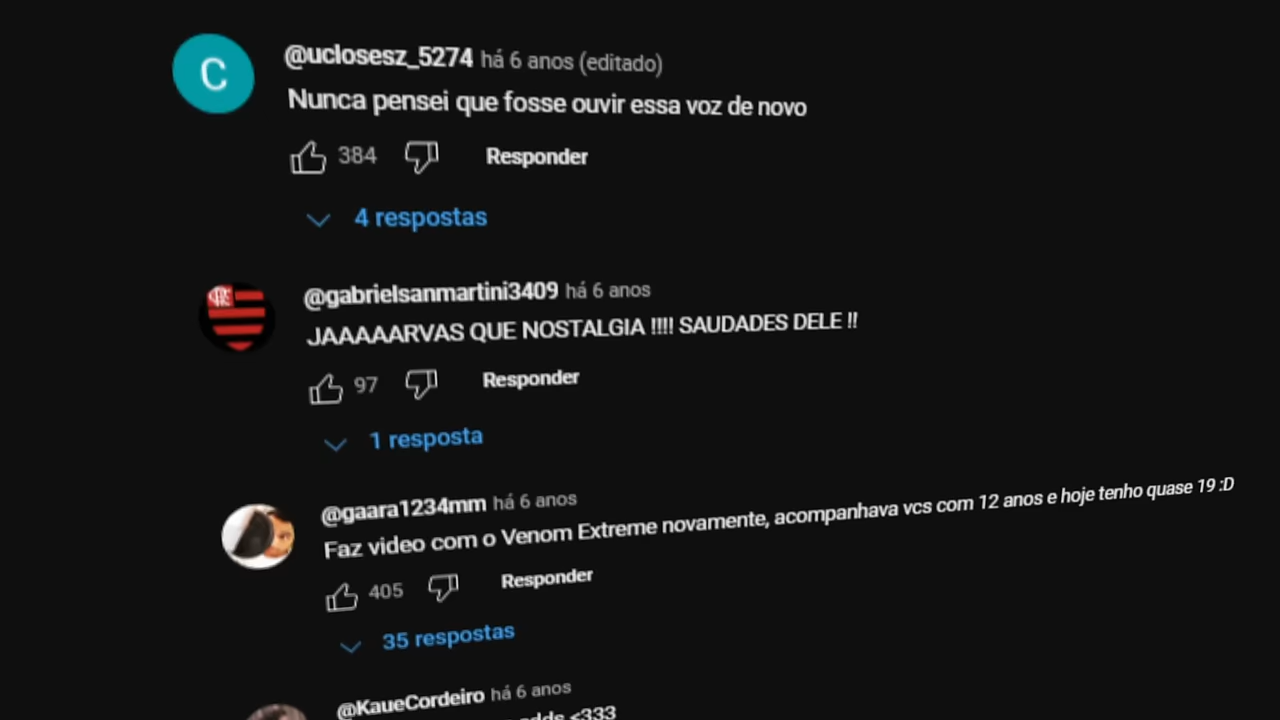 C
@uclosesz_5274 há 6 anos (editado)
Nunca pensei que fosse ouvir essa voz de novo
384 Responder
4 respostas
@gabrielsanmartini3409 há 6 anos
JAAAAARVAS QUE NOSTALGIA !!!! SAUDADES DELE !!
97 Responder
1 resposta
@gaara1234mm há 6 anos
Faz video com o Venom Extreme novamente, acompanhava vcs com 12 anos e hoje tenho quase 19 :D
405 Responder
35 respostas
@KaueCordeiro há 6 anos
<333